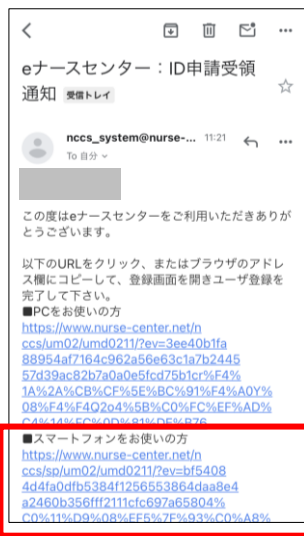 eナースセンター：ID申請受領
通知 受信トレイ
nccs_system@nurse-... 11:21
To 自分
この度はeナースセンターをご利用いただきありが
とうございます。
以下のURLをクリック、またはブラウザのアドレ
ス欄にコピーして、登録画面を開きユーザ登録を
完了して下さい。
■PCをお使いの方
https://www.nurse-center.net/n
ccs/um02/umd0211/?ev=3ee40b1fa
88954af7164c962a56e63c1a7b2445
57d39ac82b7a0a0e5fcd75b1cr%F4%
1A%2A%CB%CF%5E%BC%91%F4%A0Y%
08%F4%F4Q2o4%5B%C0%FC%EF%AD%
C4%14%FC%0D%81%DF%B76
■スマートフォンをお使いの方
https://www.nurse-center.net/n
ccs/sp/um02/umd0211/?ev=bf5408
4d4fa0dfb5384f1256553864daa8e4
a2460b356fff2111cfc697a65804%
C0%11%D9%08%EF5%7F%93%C0%A8%